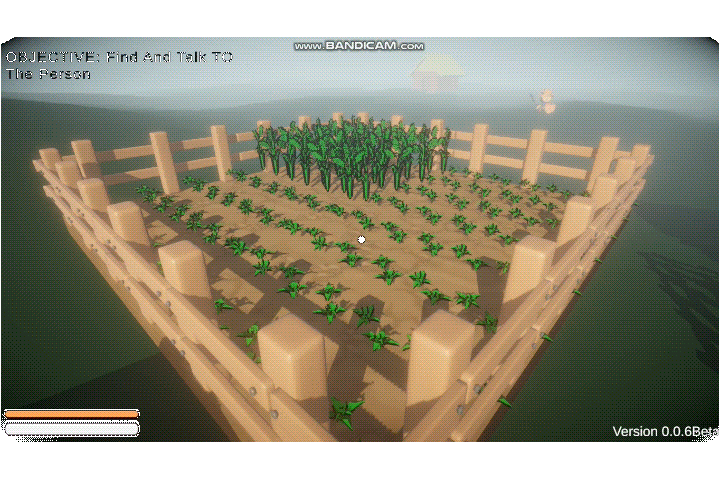 www.BANDICAM.com
OBJECTIVE: Find And Talk TO
The Person
Version 0.0.6Beta